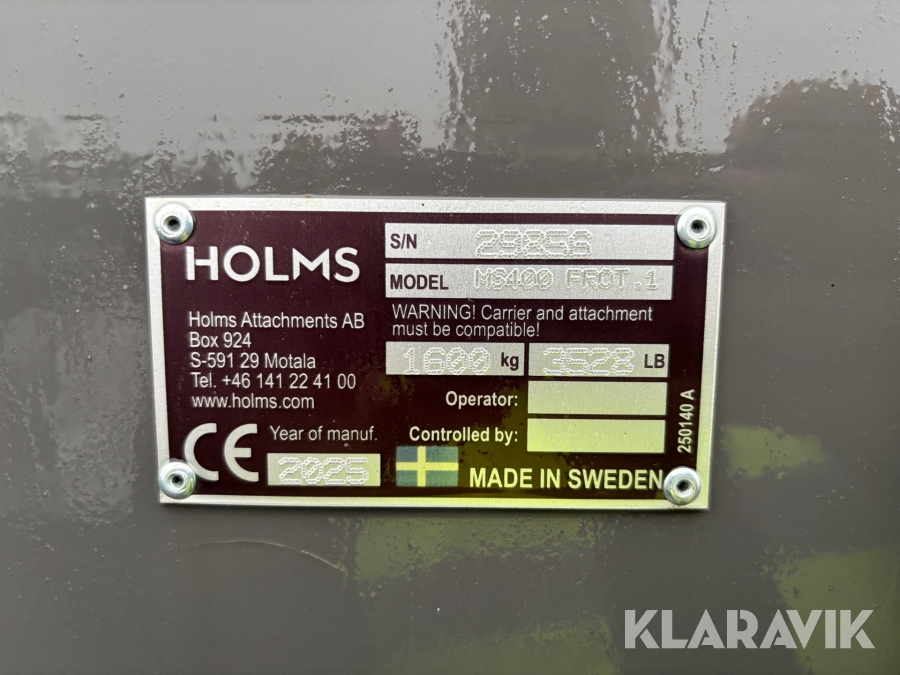 HOLMS
Holms Attachments AB
Box 924
S-591 29 Motala
Tel. +46 141 22 41 00
www.holms.com
CE
Year of manuf.
2025
S/N 29856
MODEL MS400 FROT.1
WARNING! Carrier and attachment
must be compatible!
1600 kg 3528 LB
Operator:
Controlled by:
MADE IN SWEDEN
250140 A
KLARAVIK